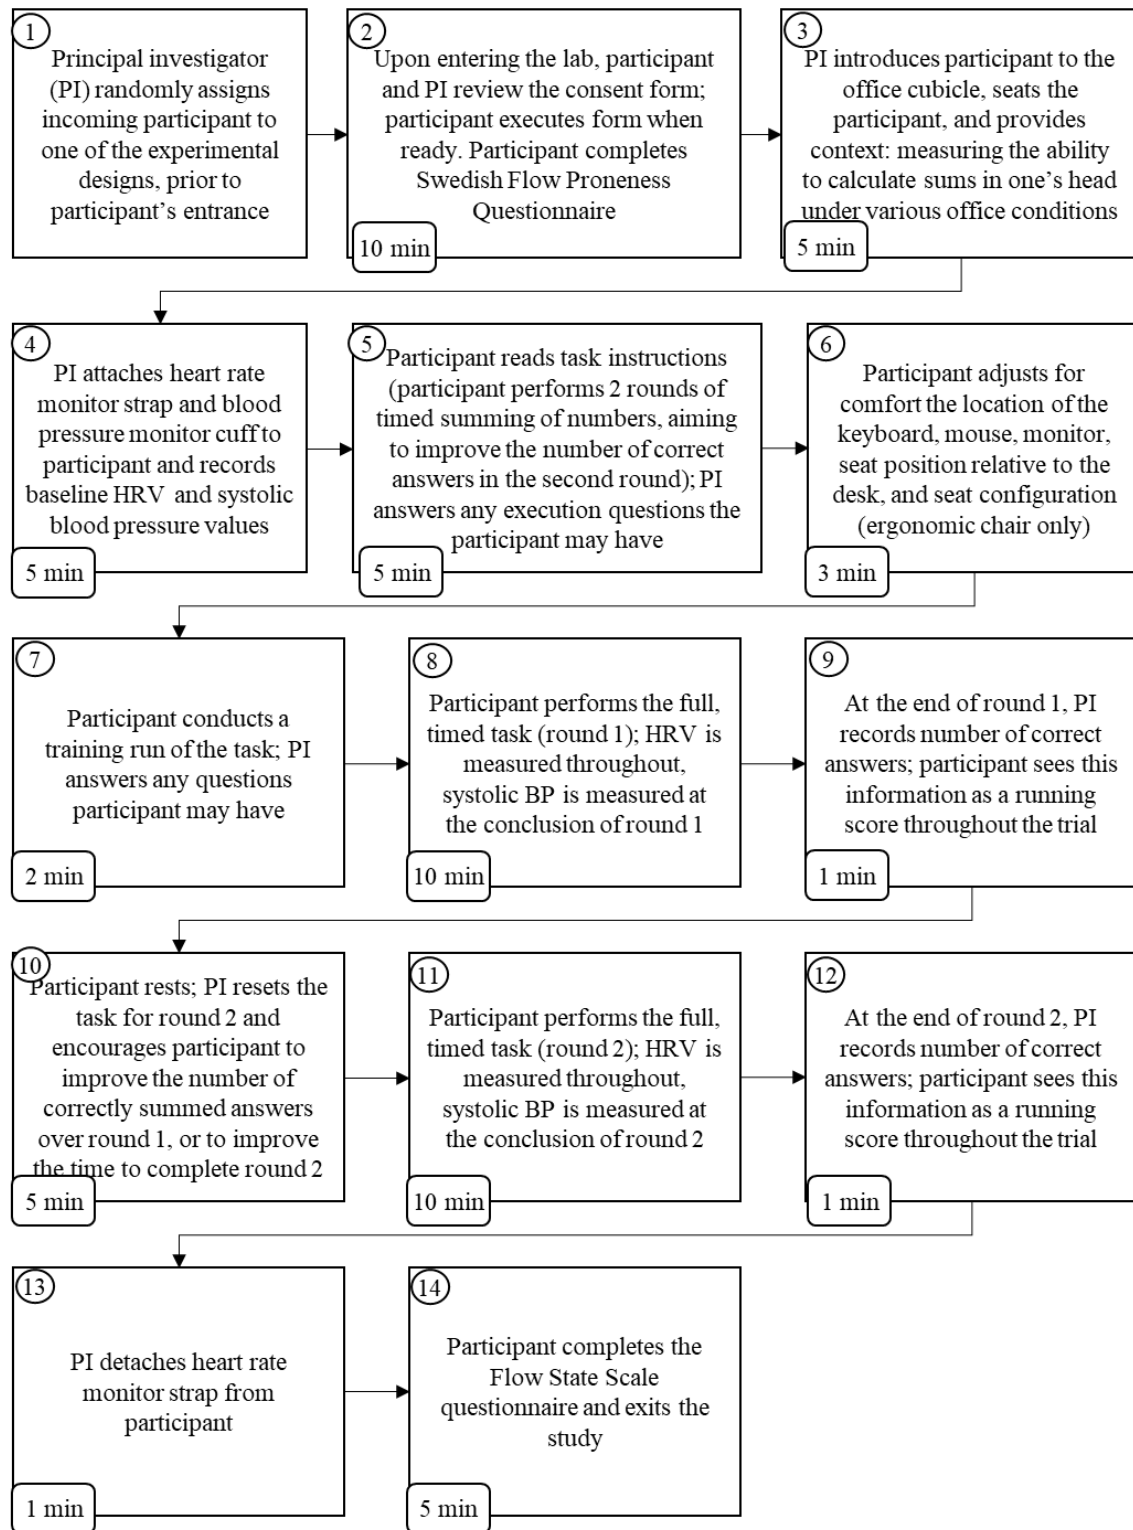 1
Principal investigator
(PI) randomly assigns
incoming participant to
one of the experimental
designs, prior to
participant's entrance
2
Upon entering the lab, participant
and PI review the consent form;
participant executes form when
ready. Participant completes
Swedish Flow Proneness
Questionnaire
10 min
3
PI introduces participant to the
office cubicle, seats the
participant, and provides
context: measuring the ability
to calculate sums in one's head
under various office conditions
5 min
4
PI attaches heart rate
monitor strap and blood
pressure monitor cuff to
participant and records
baseline HRV and systolic
blood pressure values
5 min
5
Participant reads task instructions
(participant performs 2 rounds of
timed summing of numbers, aiming
to improve the number of correct
answers in the second round); PI
answers any execution questions the
participant may have
5 min
6
Participant adjusts for
comfort the location of the
keyboard, mouse, monitor,
seat position relative to the
desk, and seat configuration
(ergonomic chair only)
3 min
7
Participant conducts a
training run of the task; PI
answers any questions
participant may have
2 min
8
Participant performs the full,
timed task (round 1); HRV is
measured throughout,
systolic BP is measured at
the conclusion of round 1
10 min
9
At the end of round 1, PI
records number of correct
answers; participant sees this
information as a running
score throughout the trial
1 min
10
Participant rests; PI resets the
task for round 2 and
encourages participant to
improve the number of
correctly summed answers
over round 1, or to improve
the time to complete round 2
5 min
11
Participant performs the full,
timed task (round 2); HRV is
measured throughout,
systolic BP is measured at
the conclusion of round 2
10 min
12
At the end of round 2, PI
records number of correct
answers; participant sees this
information as a running
score throughout the trial
1 min
13
PI detaches heart rate
monitor strap from
participant
1 min
14
Participant completes the
Flow State Scale
questionnaire and exits the
study
5 min